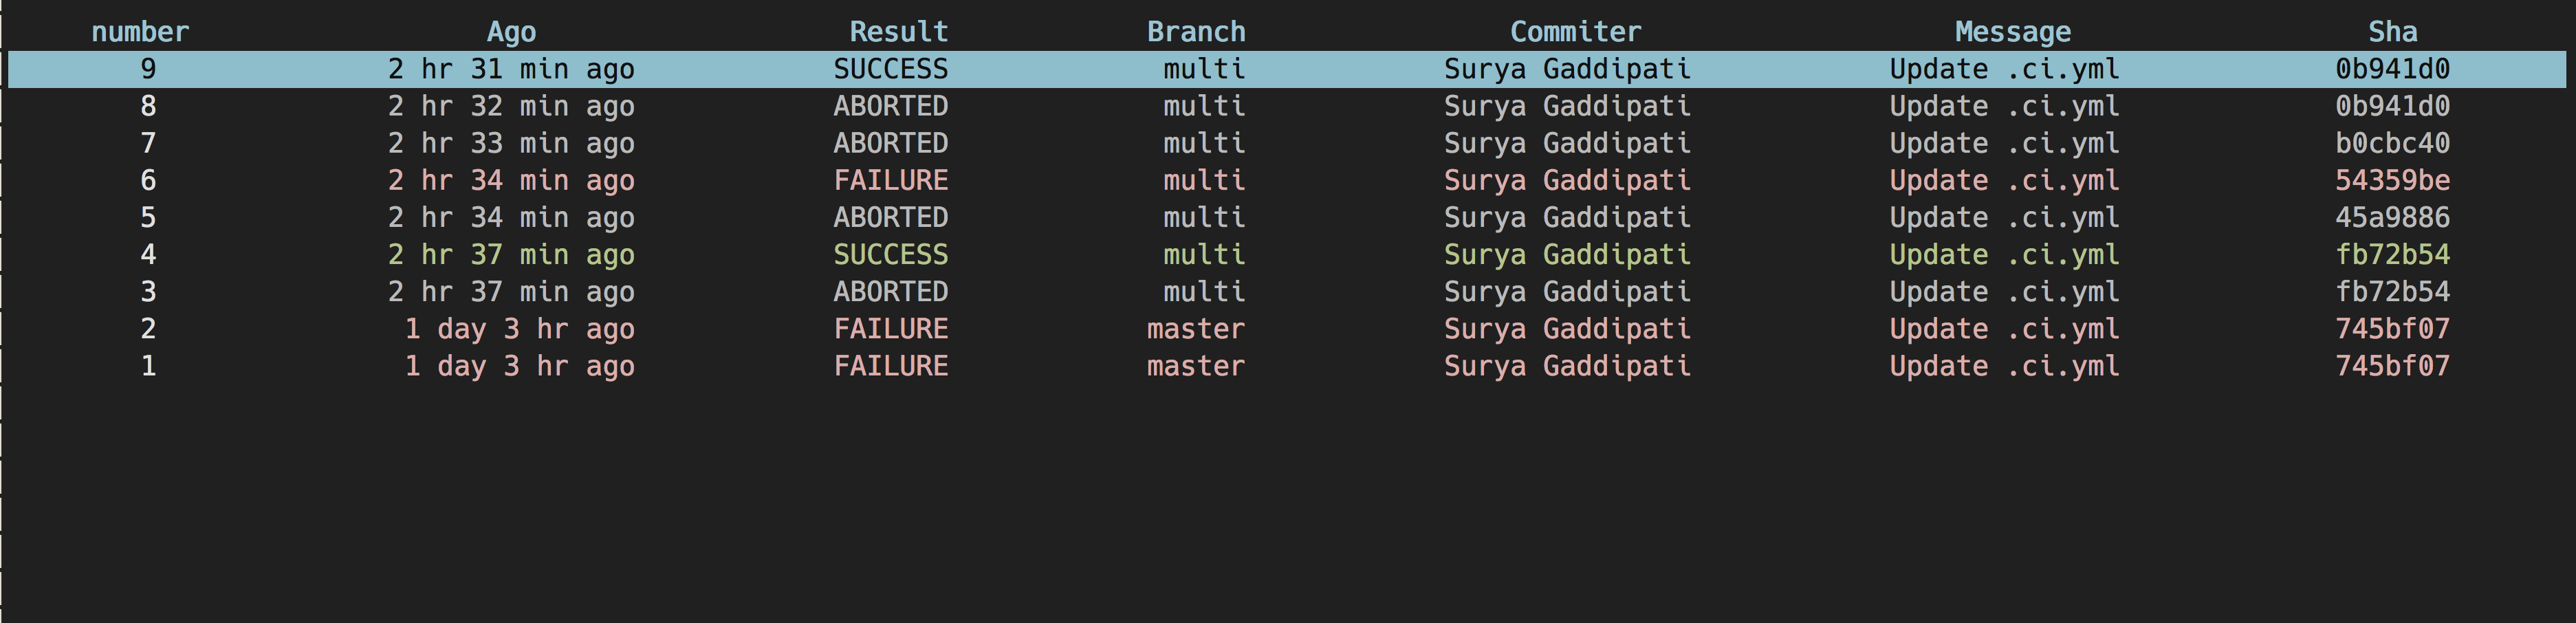 number Ago Result Branch Commiter Message Sha
9 2 hr 31 min ago SUCCESS multi Surya Gaddipati Update .ci.yml 0b941d0
8 2 hr 32 min ago ABORTED multi Surya Gaddipati Update .ci.yml 0b941d0
7 2 hr 33 min ago ABORTED multi Surya Gaddipati Update .ci.yml b0cbc40
6 2 hr 34 min ago FAILURE multi Surya Gaddipati Update .ci.yml 54359be
5 2 hr 34 min ago ABORTED multi Surya Gaddipati Update .ci.yml 45a9886
4 2 hr 37 min ago SUCCESS multi Surya Gaddipati Update .ci.yml fb72b54
3 2 hr 37 min ago ABORTED multi Surya Gaddipati Update .ci.yml fb72b54
2 1 day 3 hr ago FAILURE master Surya Gaddipati Update .ci.yml 745bf07
1 1 day 3 hr ago FAILURE master Surya Gaddipati Update .ci.yml 745bf07